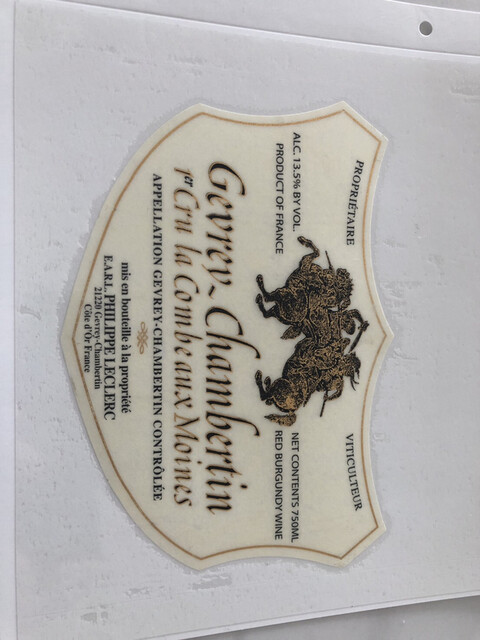 PROPRIÉTAIRE
VITICULTEUR
ALC. 13.5% BY VOL.
PRODUCT OF FRANCE
NET CONTENTS 750ML
RED BURGUNDY WINE
Gevrey-Chambertin
1er Cru la Combe aux Moines
APPELLATION GEVREY-CHAMBERTIN CONTRÔLÉE
mis en bouteille à la propriété
E.A.R.L. PHILIPPE LECLERC
21220 Gevrey-Chambertin
Côte d'Or France